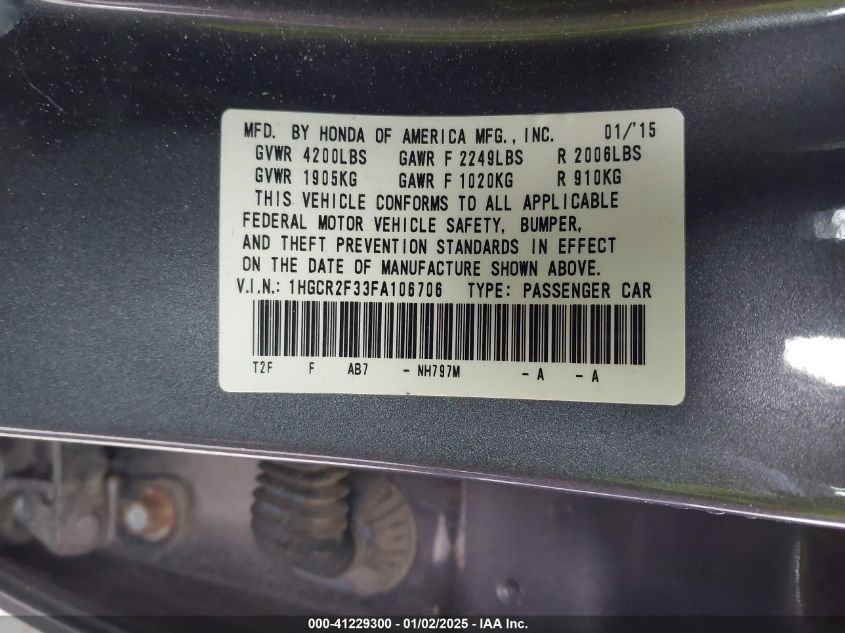 MFD. BY HONDA OF AMERICA MFG., INC. 01/'15
GVWR 4200LBS GAWR F 2249LBS R 2006LBS
GVWR 1905KG GAWR F 1020KG R 910KG
THIS VEHICLE CONFORMS TO ALL APPLICABLE
FEDERAL MOTOR VEHICLE SAFETY, BUMPER,
AND THEFT PREVENTION STANDARDS IN EFFECT
ON THE DATE OF MANUFACTURE SHOWN ABOVE.
V.I.N.: 1HGCR2F33FA106706 TYPE: PASSENGER CAR
T2F F AB7 - NH797M - A - A
000-41229300 - 01/02/2025 - IAA Inc.